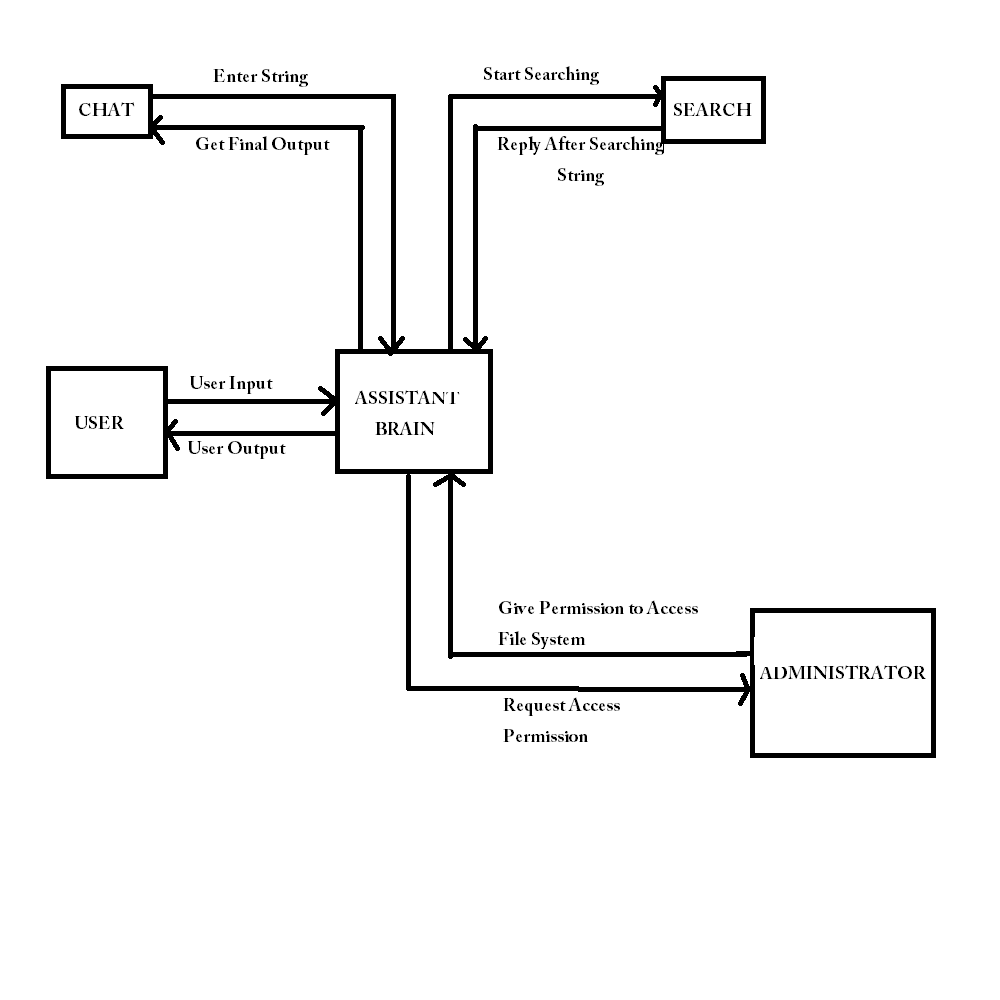 Enter String
Start Searching
CHAT
SEARCH
Get Final Output
Reply After Searching
String
User Input
ASSISTANT
BRAIN
USER
User Output
Give Permission to Access
File System
ADMINISTRATOR
Request Access
Permission